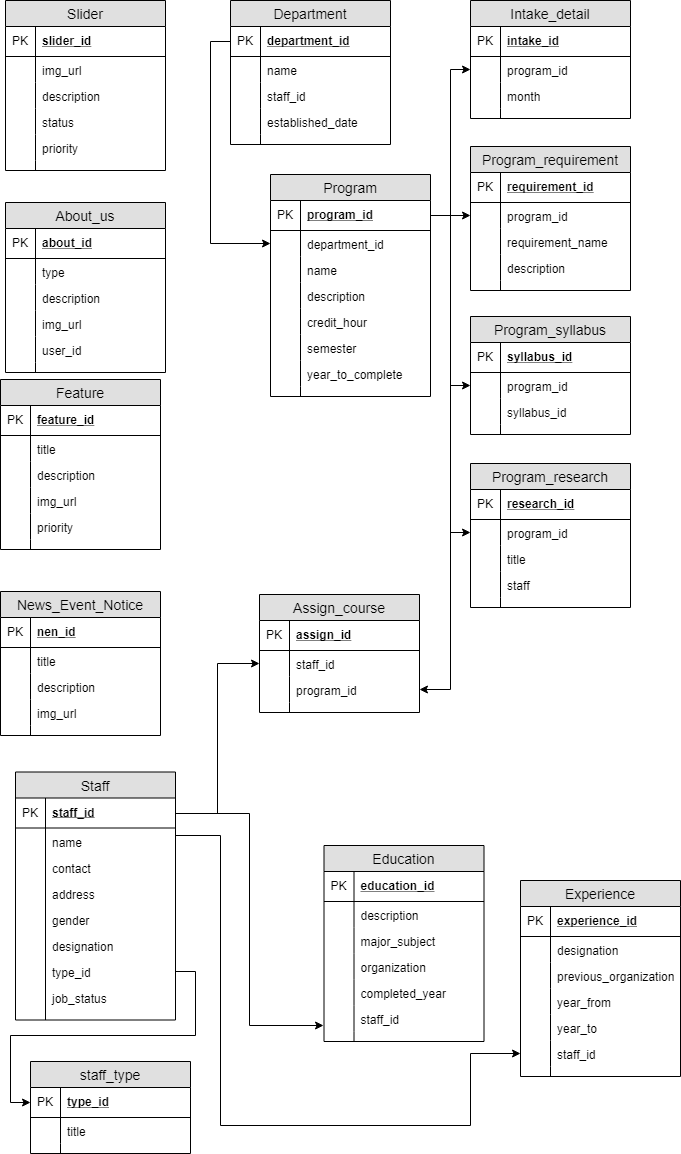 Slider
PK slider_id
img_url
description
status
priority
Department
PK department_id
name
staff_id
established_date
Intake_detail
PK intake_id
program_id
month
Program_requirement
PK requirement_id
program_id
requirement_name
description
Program
PK program_id
department_id
name
description
credit_hour
semester
year_to_complete
About_us
PK about_id
type
description
img_url
user_id
Program_syllabus
PK syllabus_id
program_id
syllabus_id
Feature
PK feature_id
title
description
img_url
priority
Program_research
PK research_id
program_id
title
staff
News_Event_Notice
PK nen_id
title
description
img_url
Assign_course
PK assign_id
staff_id
program_id
Staff
PK staff_id
name
contact
address
gender
designation
type_id
job_status
Education
PK education_id
description
major_subject
organization
completed_year
staff_id
Experience
PK experience_id
designation
previous_organization
year_from
year_to
staff_id
staff_type
PK type_id
title